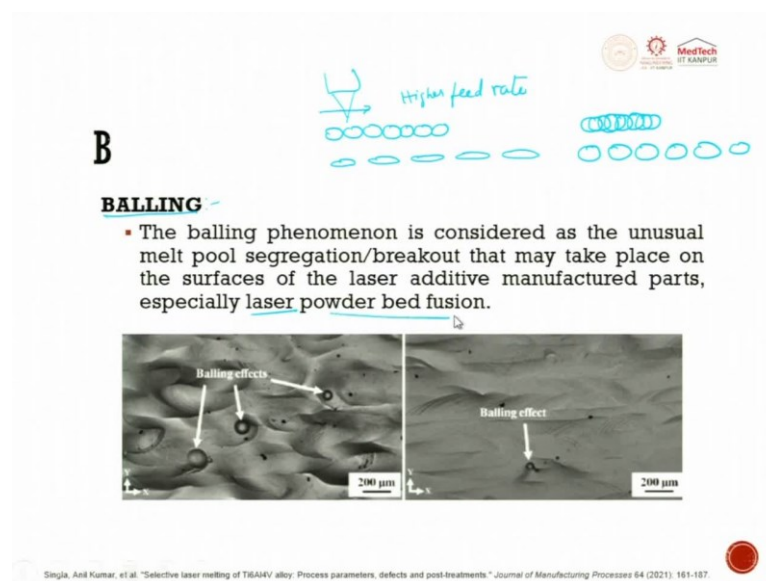 MedTech
IIT KANPUR
Higher feed rate
B
BALLING :-
▪ The balling phenomenon is considered as the unusual
melt pool segregation/breakout that may take place on
the surfaces of the laser additive manufactured parts,
especially laser powder bed fusion.
Balling effects
Balling effect
Y
X
200 µm
Y
X
200 µm
Singla, Anil Kumar, et al. "Selective laser melting of Ti6Al4V alloy: Process parameters, defects and post-treatments." Journal of Manufacturing Processes 64 (2021): 161-187.